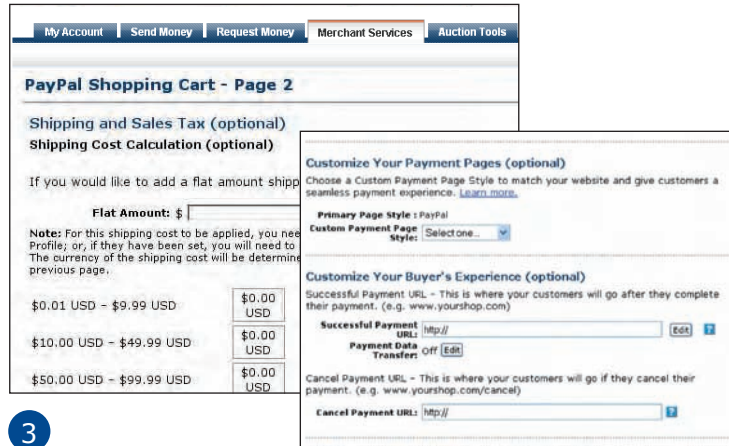 My Account Send Money Request Money Merchant Services Auction Tools
PayPal Shopping Cart - Page 2
Shipping and Sales Tax (optional)
Shipping Cost Calculation (optional)
If you would like to add a flat amount shipp
Flat Amount: $
Note: For this shipping cost to be applied, you nee
Profile; or, if they have been set, you will need to
The currency of the shipping cost will be determine
previous page.
$0.01 USD - $9.99 USD $0.00
USD
$10.00 USD - $49.99 USD $0.00
USD
$50.00 USD - $99.99 USD $0.00
USD
Customize Your Payment Pages (optional)
Choose a Custom Payment Page Style to match your website and give customers a
seamless payment experience. Learn more.
Primary Page Style : PayPal
Custom Payment Page
Style: Select one...
Customize Your Buyer's Experience (optional)
Successful Payment URL - This is where your customers will go after they complete
their payment. (e.g. www.yourshop.com)
Successful Payment
URL: http:// Edit ?
Payment Data
Transfer: Off Edit
Cancel Payment URL - This is where your customers will go if they cancel their
payment. (e.g. www.yourshop.com/cancel)
Cancel Payment URL: http:// ?
3